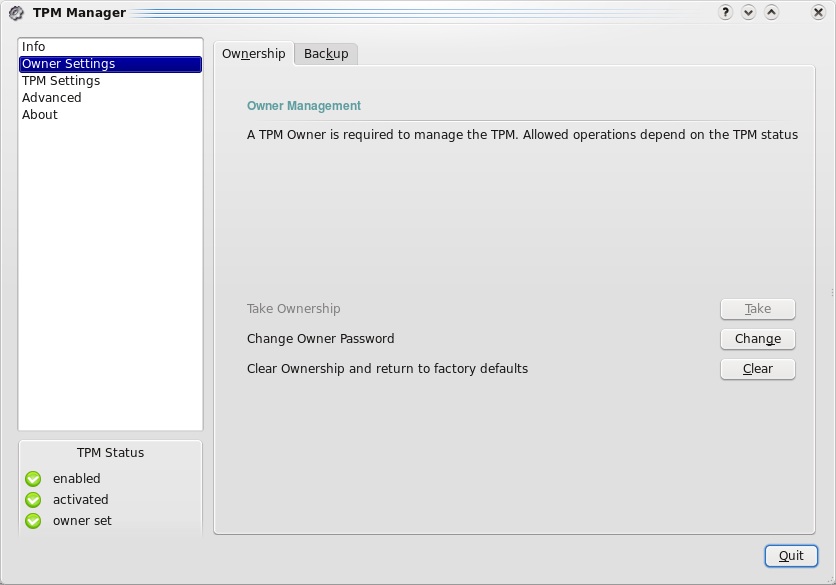 TPM Manager
?
Info
Owner Settings
TPM Settings
Advanced
About
Ownership
Backup
Owner Management
A TPM Owner is required to manage the TPM. Allowed operations depend on the TPM status
Take Ownership
Take
Change Owner Password
Change
Clear Ownership and return to factory defaults
Clear
TPM Status
enabled
activated
owner set
Quit